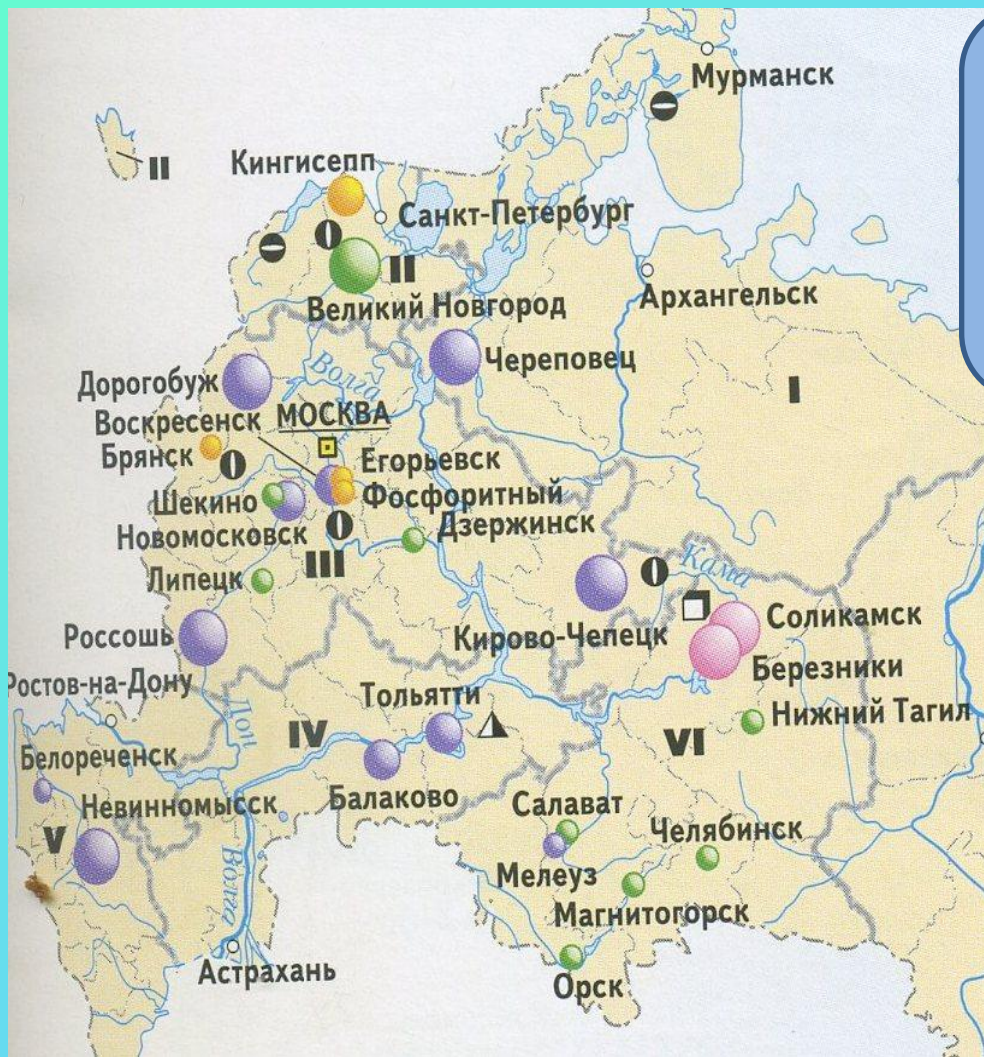 Мурманск
II
Кингисепп
Санкт-Петербург
II
Великий Новгород
Архангельск
Череповец
Волга
Дорогобуж
I
Воскресенск МОСКВА
Брянск
Егорьевск
Шекино
Фосфоритный
Новомосковск
Дзержинск
III
Липецк
Кама
Россошь
Кирово-Чепецк
Соликамск
Березники
Ростов-на-Дону
Тольятти
Дон
IV
Нижний Тагил
VI
Белореченск
Невинномысск
Балаково
Салават
Челябинск
V
Волга
Мелеуз
Магнитогорск
Астрахань
Орск